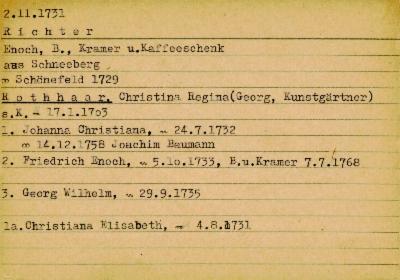 2.11.1731
R i c h t e r
Enoch, B., Kramer u.Kaffeeschenk
aus Schneeberg
∞ Schönefeld 1729
R o t h h a a r, Christina Regina(Georg, Kunstgärtner)
s.K. ~ 17.1.1703
1. Johanna Christiana, ~ 24.7.1732
∞ 14.12.1758 Joachim Baumann
2. Friedrich Enoch, ~ 5.10.1733, B.u.Kramer 7.7.1768
3. Georg Wilhelm, ~ 29.9.1735
1a.Christiana Elisabeth, ~ 4.8.1731